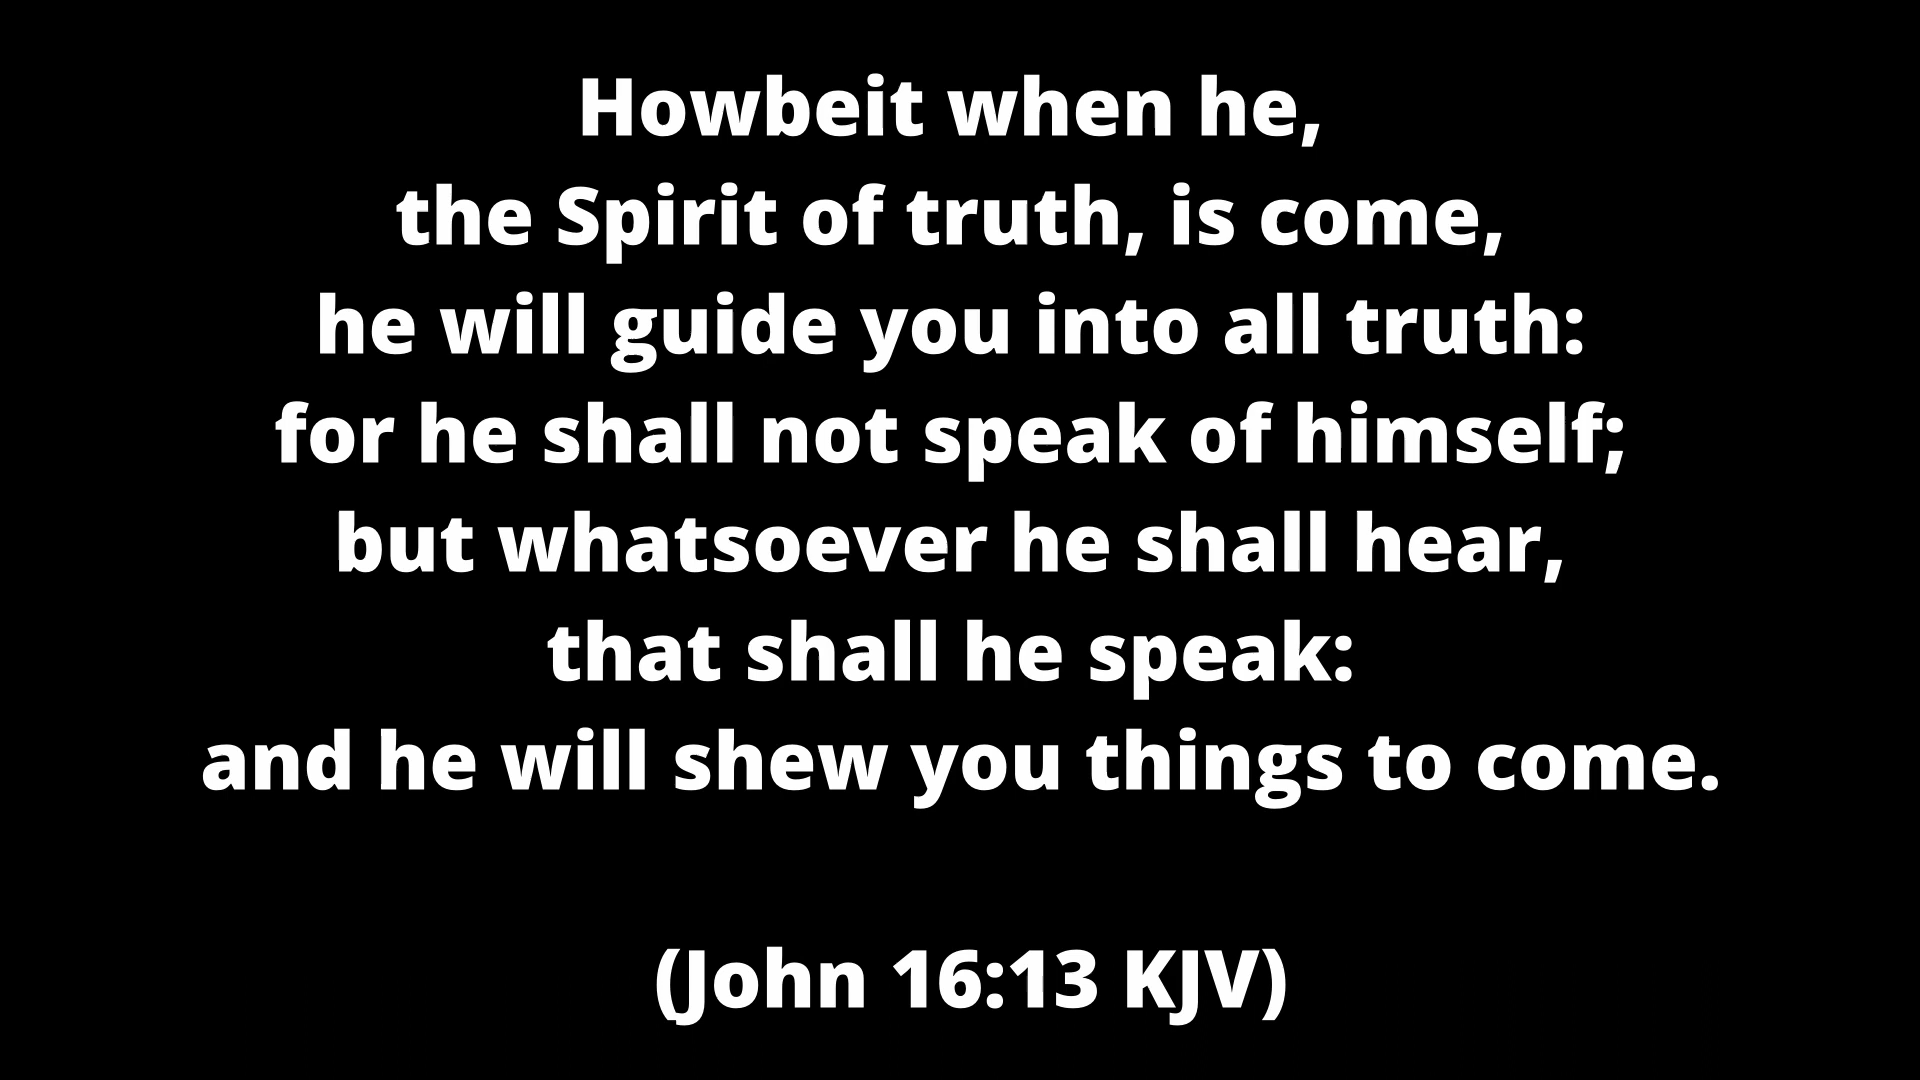 Howbeit when he,
the Spirit of truth, is come,
he will guide you into all truth:
for he shall not speak of himself;
but whatsoever he shall hear,
that shall he speak:
and he will shew you things to come.
(John 16:13 KJV)